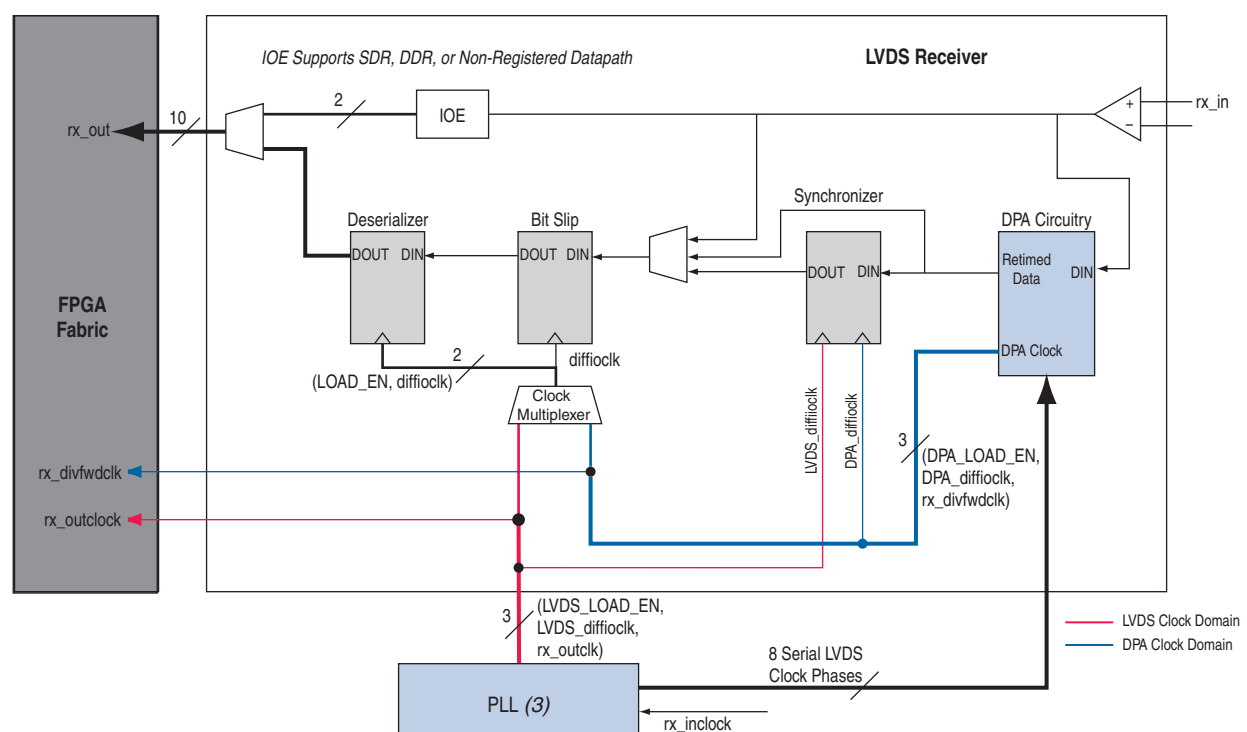 IOE Supports SDR, DDR, or Non-Registered Datapath
LVDS Receiver
2
IOE
+
–
rx_in
10
rx_out
Synchronizer
Deserializer
Bit Slip
DPA Circuitry
DOUT DIN
DOUT DIN
DOUT DIN
Retimed
Data
DIN
FPGA
Fabric
DPA Clock
2
diffioclk
(LOAD_EN, diffioclk)
Clock
Multiplexer
LVDS_diffiioclk
DPA_diffioclk
3
(DPA_LOAD_EN,
DPA_diffioclk,
rx_divfwdclk)
rx_divfwdclk
rx_outclock
3
(LVDS_LOAD_EN,
LVDS_diffioclk,
rx_outclk)
LVDS Clock Domain
DPA Clock Domain
8 Serial LVDS
Clock Phases
PLL (3)
rx_inclock